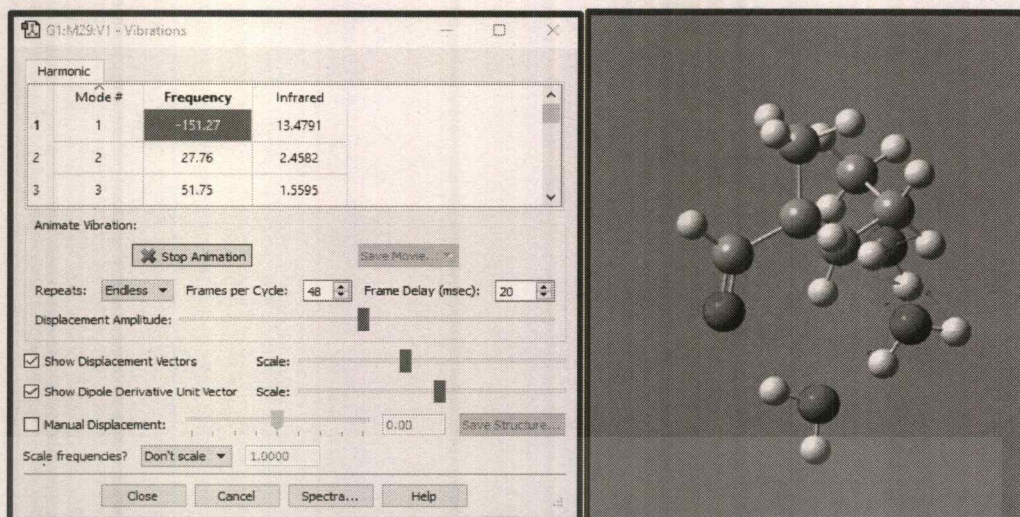 G1:M29:V1 - Vibrations
Harmonic
Mode # Frequency Infrared
1 1 -151.27 13.4791
2 2 27.76 2.4582
3 3 51.75 1.5595
Animate Vibration:
Stop Animation Save Movie...
Repeats: Endless Frames per Cycle: 48 Frame Delay (msec): 20
Displacement Amplitude:
Show Displacement Vectors Scale:
Show Dipole Derivative Unit Vector Scale:
Manual Displacement: 0.00 Save Structure...
Scale frequencies? Don't scale 1.0000
Close Cancel Spectra... Help